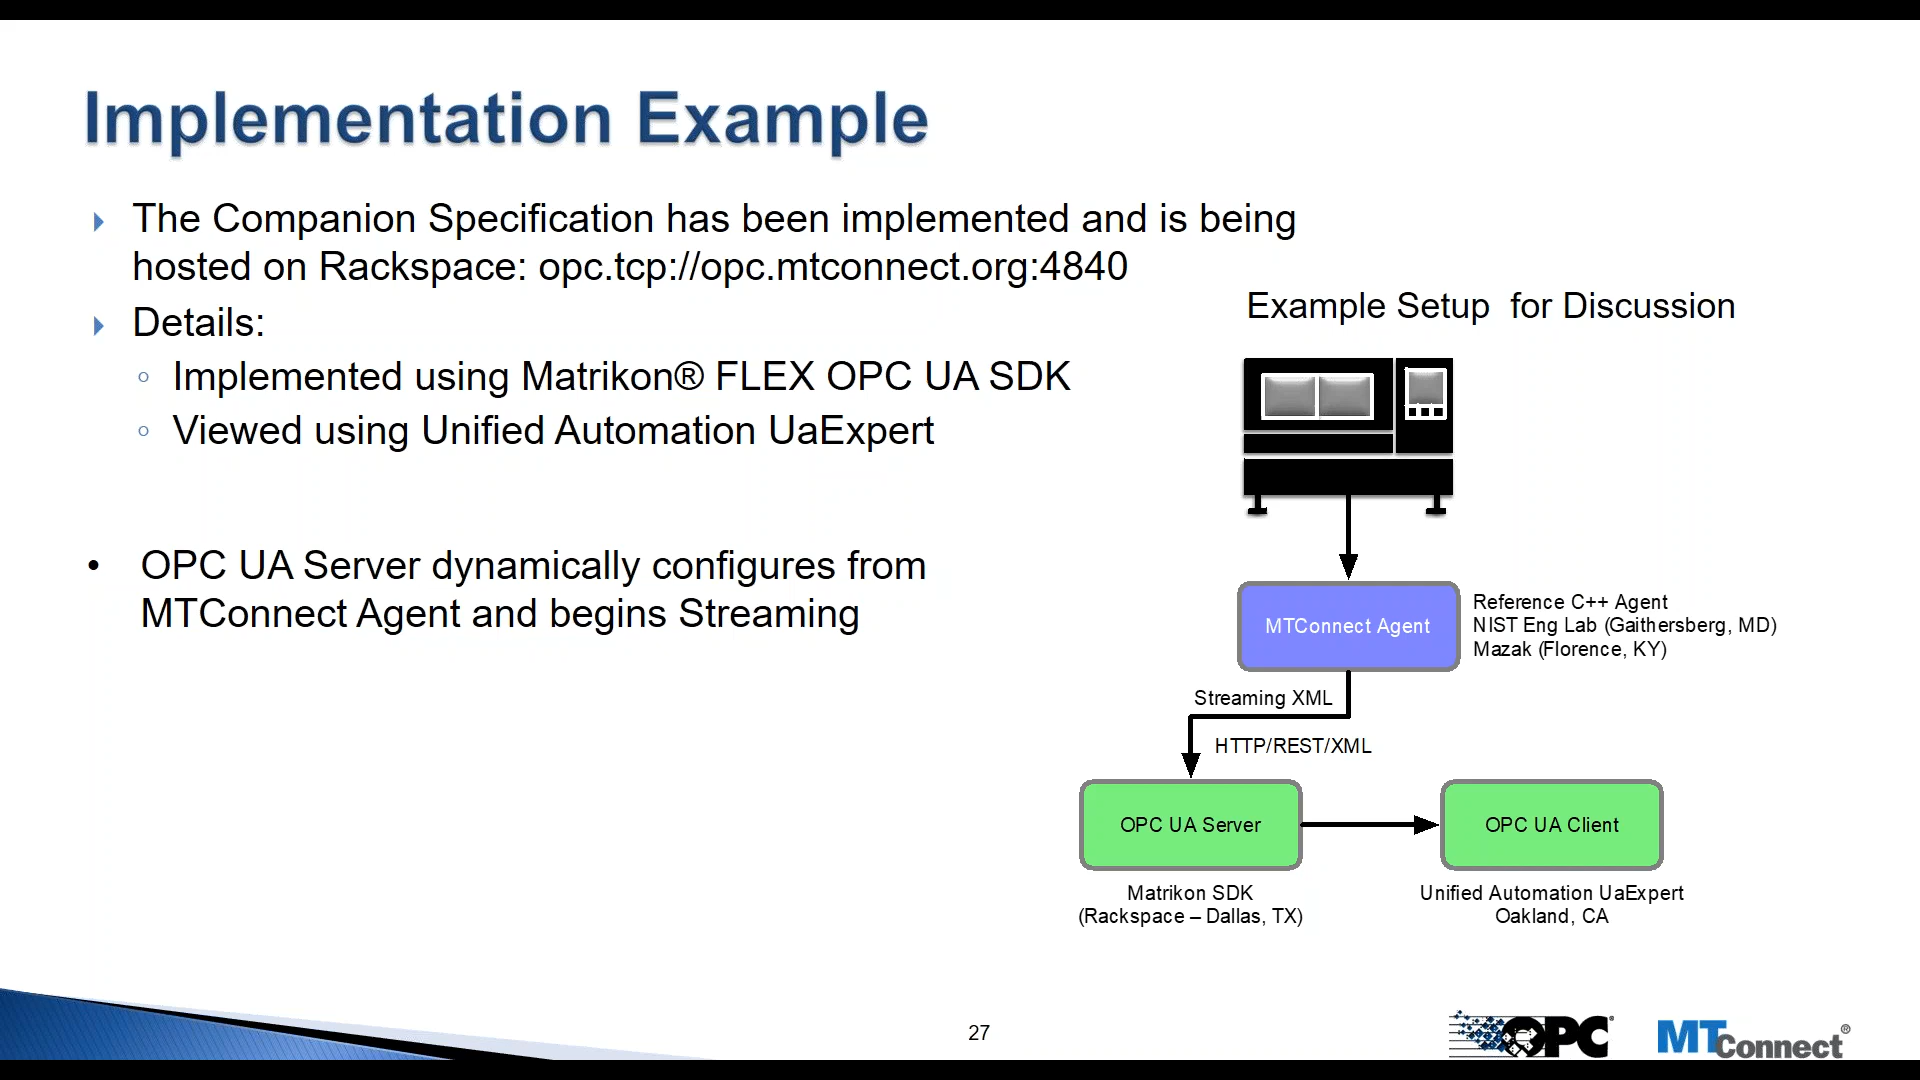 Implementation Example
The Companion Specification has been implemented and is being
hosted on Rackspace: opc.tcp://opc.mtconnect.org:4840
Details:
Implemented using Matrikon® FLEX OPC UA SDK
Viewed using Unified Automation UaExpert
• OPC UA Server dynamically configures from
MTConnect Agent and begins Streaming
Example Setup for Discussion
MTConnect Agent
Reference C++ Agent
NIST Eng Lab (Gaithersberg, MD)
Mazak (Florence, KY)
Streaming XML
HTTP/REST/XML
OPC UA Server
OPC UA Client
Matrikon SDK
(Rackspace – Dallas, TX)
Unified Automation UaExpert
Oakland, CA
27
OPC
MTConnect®